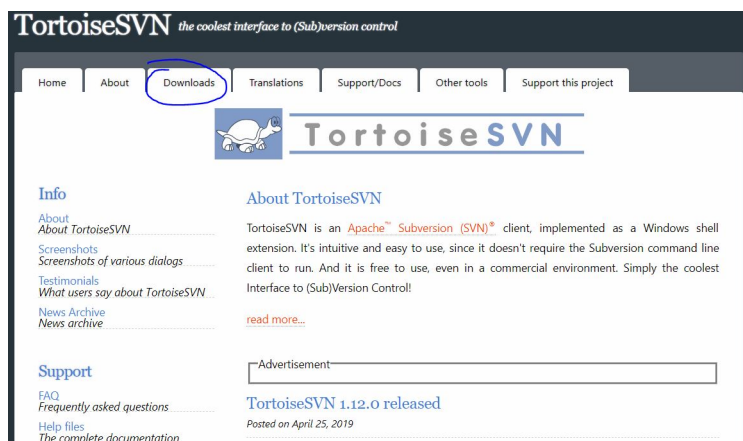 TortoiseSVN the coolest interface to (Sub)version control
Home About Downloads Translations Support/Docs Other tools Support this project
TortoiseSVN
Info
About
About TortoiseSVN
Screenshots
Screenshots of various dialogs
Testimonials
What users say about TortoiseSVN
News Archive
News archive
Support
FAQ
Frequently asked questions
Help files
The complete documentation
About TortoiseSVN
TortoiseSVN is an Apache™ Subversion (SVN)® client, implemented as a Windows shell
extension. It's intuitive and easy to use, since it doesn't require the Subversion command line
client to run. And it is free to use, even in a commercial environment. Simply the coolest
Interface to (Sub)Version Control!
read more...
Advertisement
TortoiseSVN 1.12.0 released
Posted on April 25, 2019